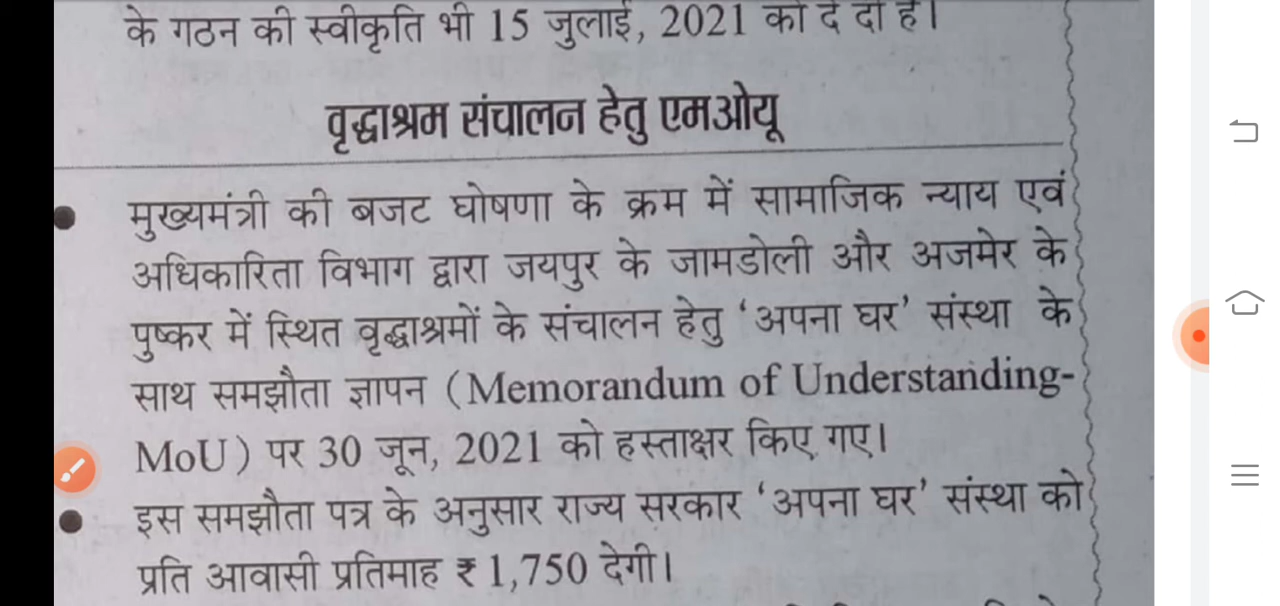 के गठन की स्वीकृति भी 15 जुलाई, 2021 को दे दी है।
वृद्धाश्रम संचालन हेतु एमओयू
मुख्यमंत्री की बजट घोषणा के क्रम में सामाजिक न्याय एवं
अधिकारिता विभाग द्वारा जयपुर के जामडोली और अजमेर के
पुष्कर में स्थित वृद्धाश्रमों के संचालन हेतु ‘अपना घर’ संस्था के
साथ समझौता ज्ञापन (Memorandum of Understanding-
MoU) पर 30 जून, 2021 को हस्ताक्षर किए गए।
इस समझौता पत्र के अनुसार राज्य सरकार ‘अपना घर’ संस्था को
प्रति आवासी प्रतिमाह ₹ 1,750 देगी।